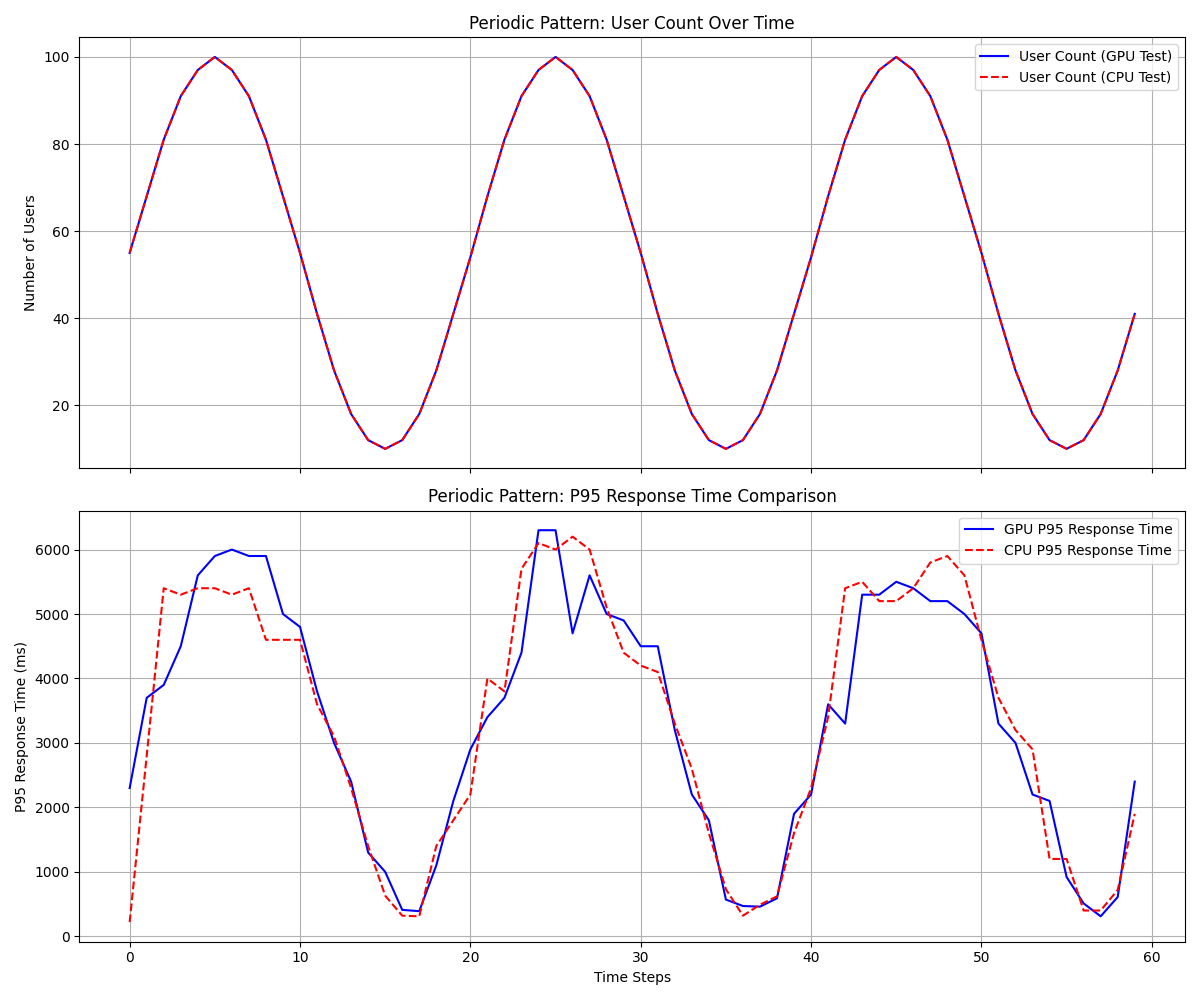 Periodic Pattern: User Count Over Time
User Count (GPU Test)
User Count (CPU Test)
Number of Users
100
80
60
40
20
Periodic Pattern: P95 Response Time Comparison
GPU P95 Response Time
CPU P95 Response Time
P95 Response Time (ms)
6000
5000
4000
3000
2000
1000
0
0 10 20 30 40 50 60
Time Steps